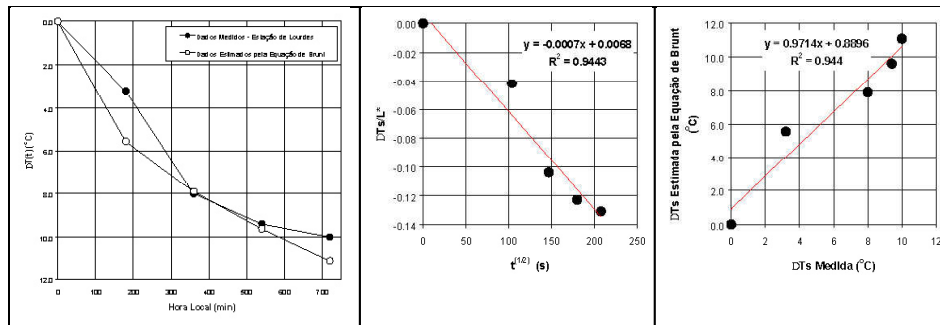 0.0
2.0
4.0
6.0
8.0
10.0
12.0
DT(t) (°C)
Dados Medidos - Estação de Lourdes
Dados Estimados pela Equação de Brunt
0 100 200 300 400 500 600 700
Hora Local (min)
0.00
-0.02
-0.04
-0.06
-0.08
-0.10
-0.12
-0.14
DTs/L*
y = -0.0007x + 0.0068
R² = 0.9443
0 50 100 150 200 250
t^(1/2) (s)
12.0
10.0
8.0
6.0
4.0
2.0
0.0
DTs Estimada pela Equação de Brunt
(°C)
y = 0.9714x + 0.8896
R² = 0.944
0 2 4 6 8 10 12
DTs Medida (°C)